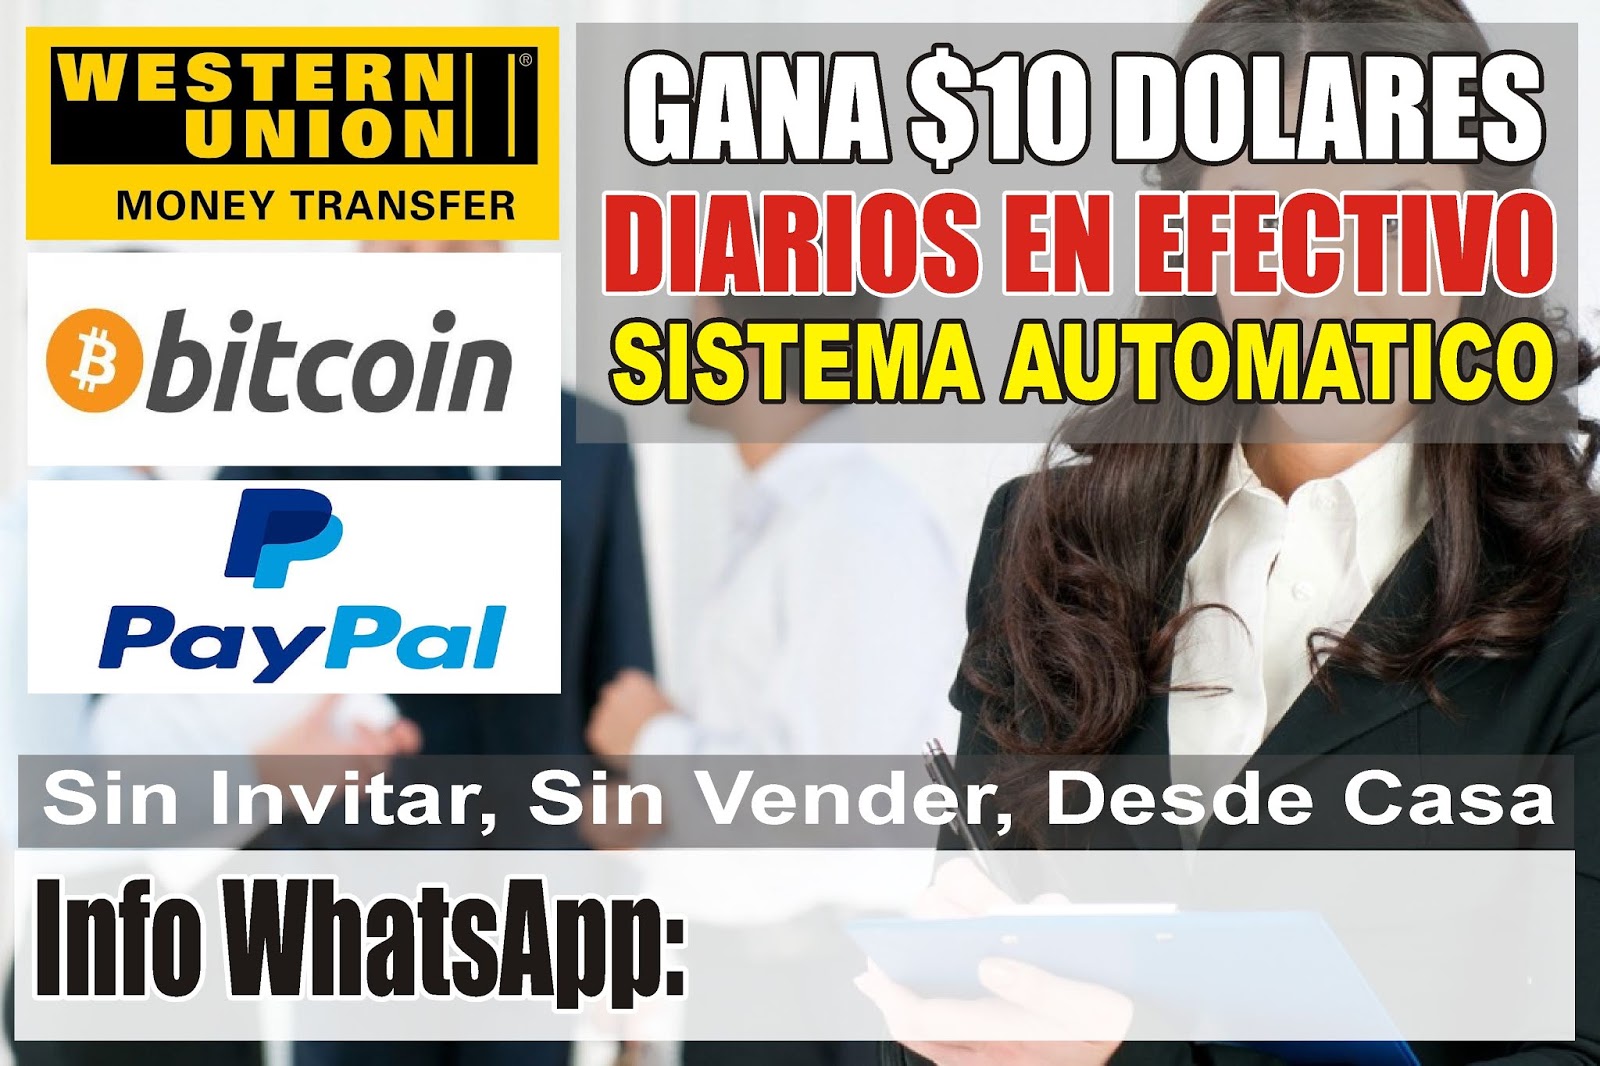 WESTERN
UNION ®
MONEY TRANSFER
bitcoin
PayPal
GANA $10 DOLARES
DIARIOS EN EFECTIVO
SISTEMA AUTOMATICO
Sin Invitar, Sin Vender, Desde Casa
Info WhatsApp: